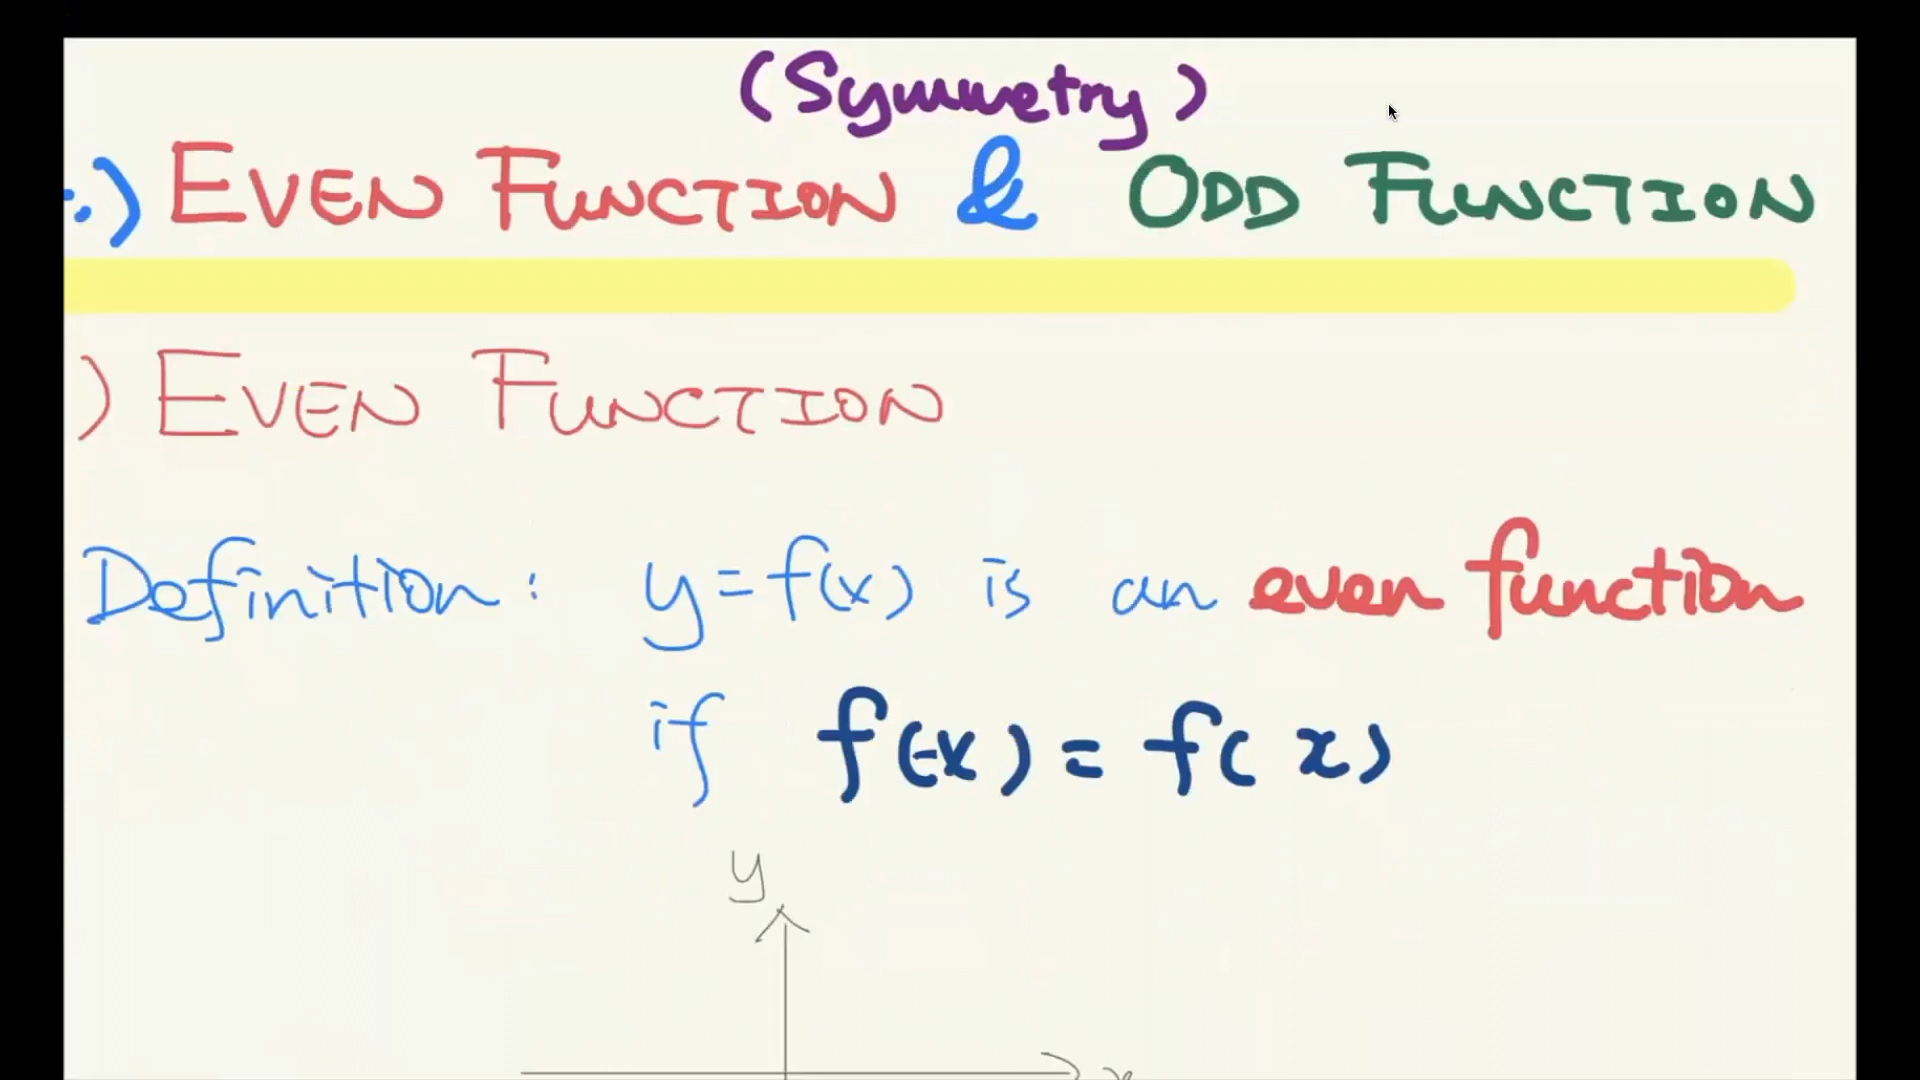 (Symmetry)
.) EVEN FUNCTION & ODD FUNCTION
) EVEN FUNCTION
Definition: y=f(x) is an even function
if f(-x) = f( x)
y
x